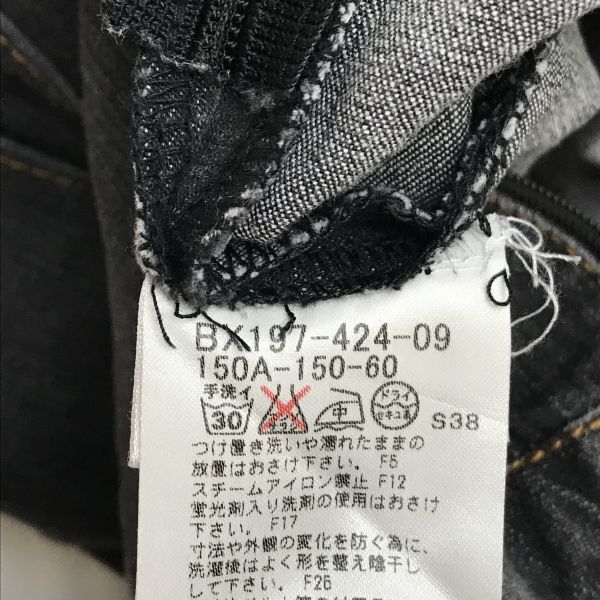 BX197-424-09
150A-150-60
手洗イ
30 中 ドライ セキユ系 S38
つけ置き洗いや濡れたままの
放置はおさけ下さい。 F5
スチームアイロン禁止 F12
蛍光剤入り洗剤の使用はおさけ
下さい。 F17
寸法や外観の変化を防ぐ為に、
洗濯後はよく形を整え陰干し
して下さい。 F26